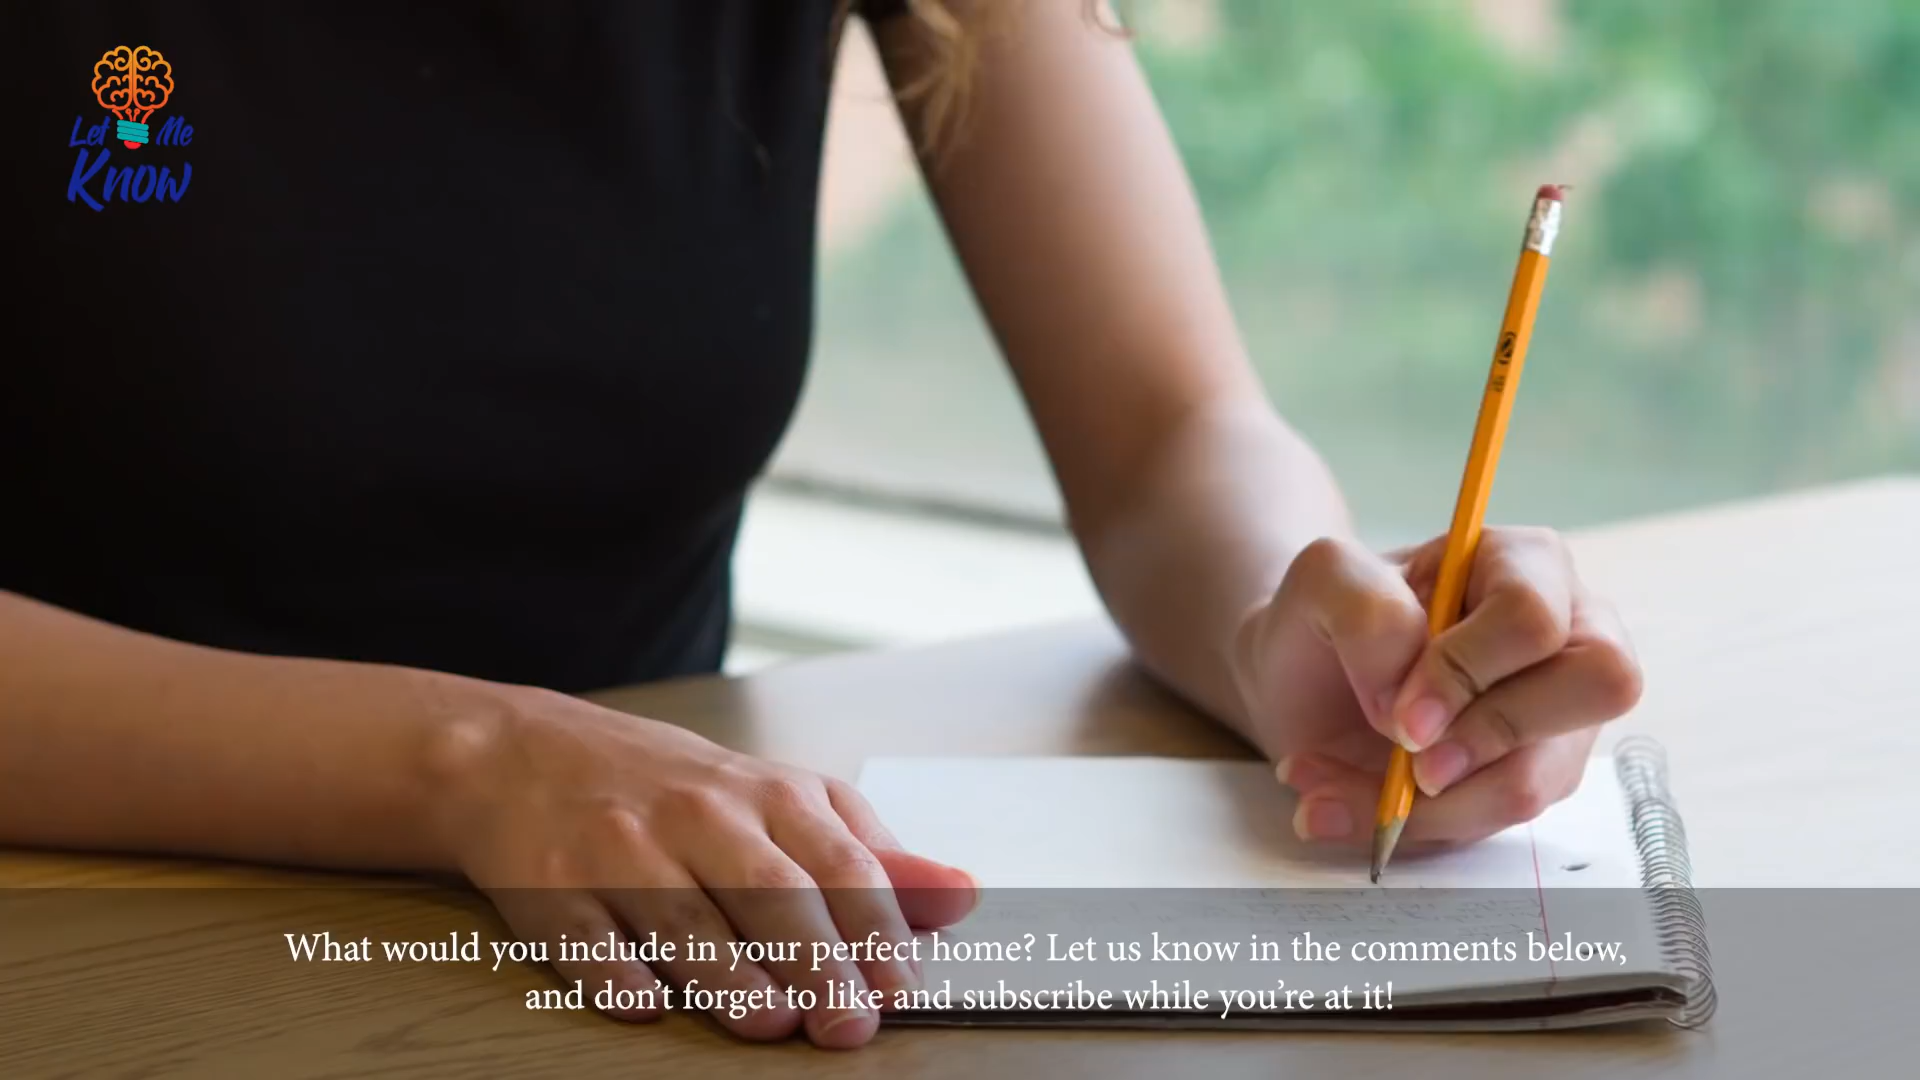 Let Me
Know
What would you include in your perfect home? Let us know in the comments below,
and don’t forget to like and subscribe while you’re at it!